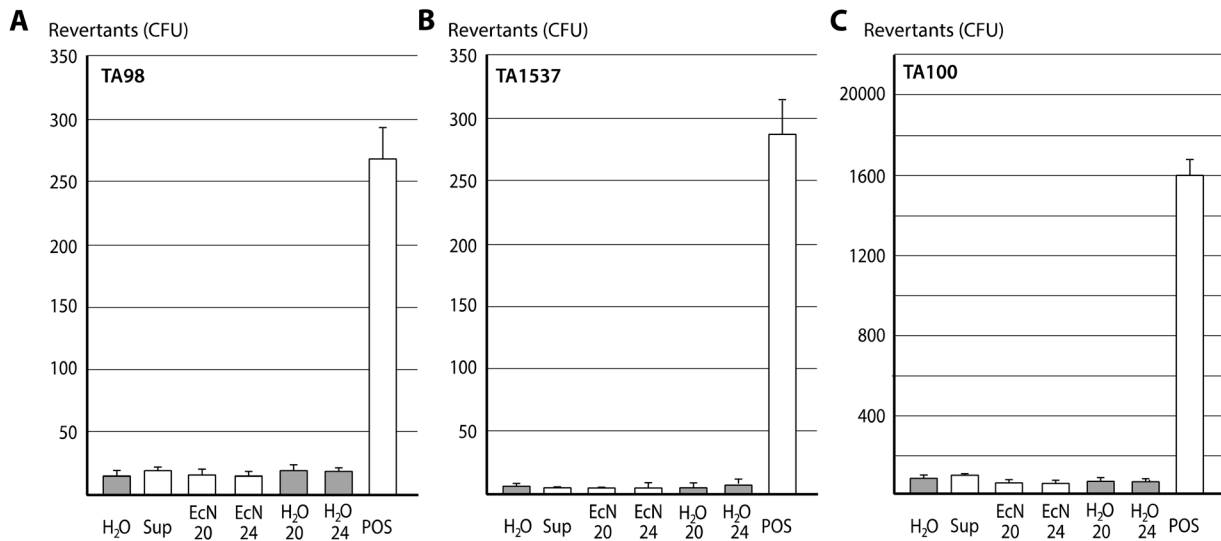 A
Revertants (CFU)
350
300
250
200
150
100
50
TA98
H₂O
Sup
EcN
20
EcN
24
H₂O
20
H₂O
24
POS
B
Revertants (CFU)
350
300
250
200
150
100
50
TA1537
H₂O
Sup
EcN
20
EcN
24
H₂O
20
H₂O
24
POS
C
Revertants (CFU)
20000
1600
1200
800
400
TA100
H₂O
Sup
EcN
20
EcN
24
H₂O
20
H₂O
24
POS